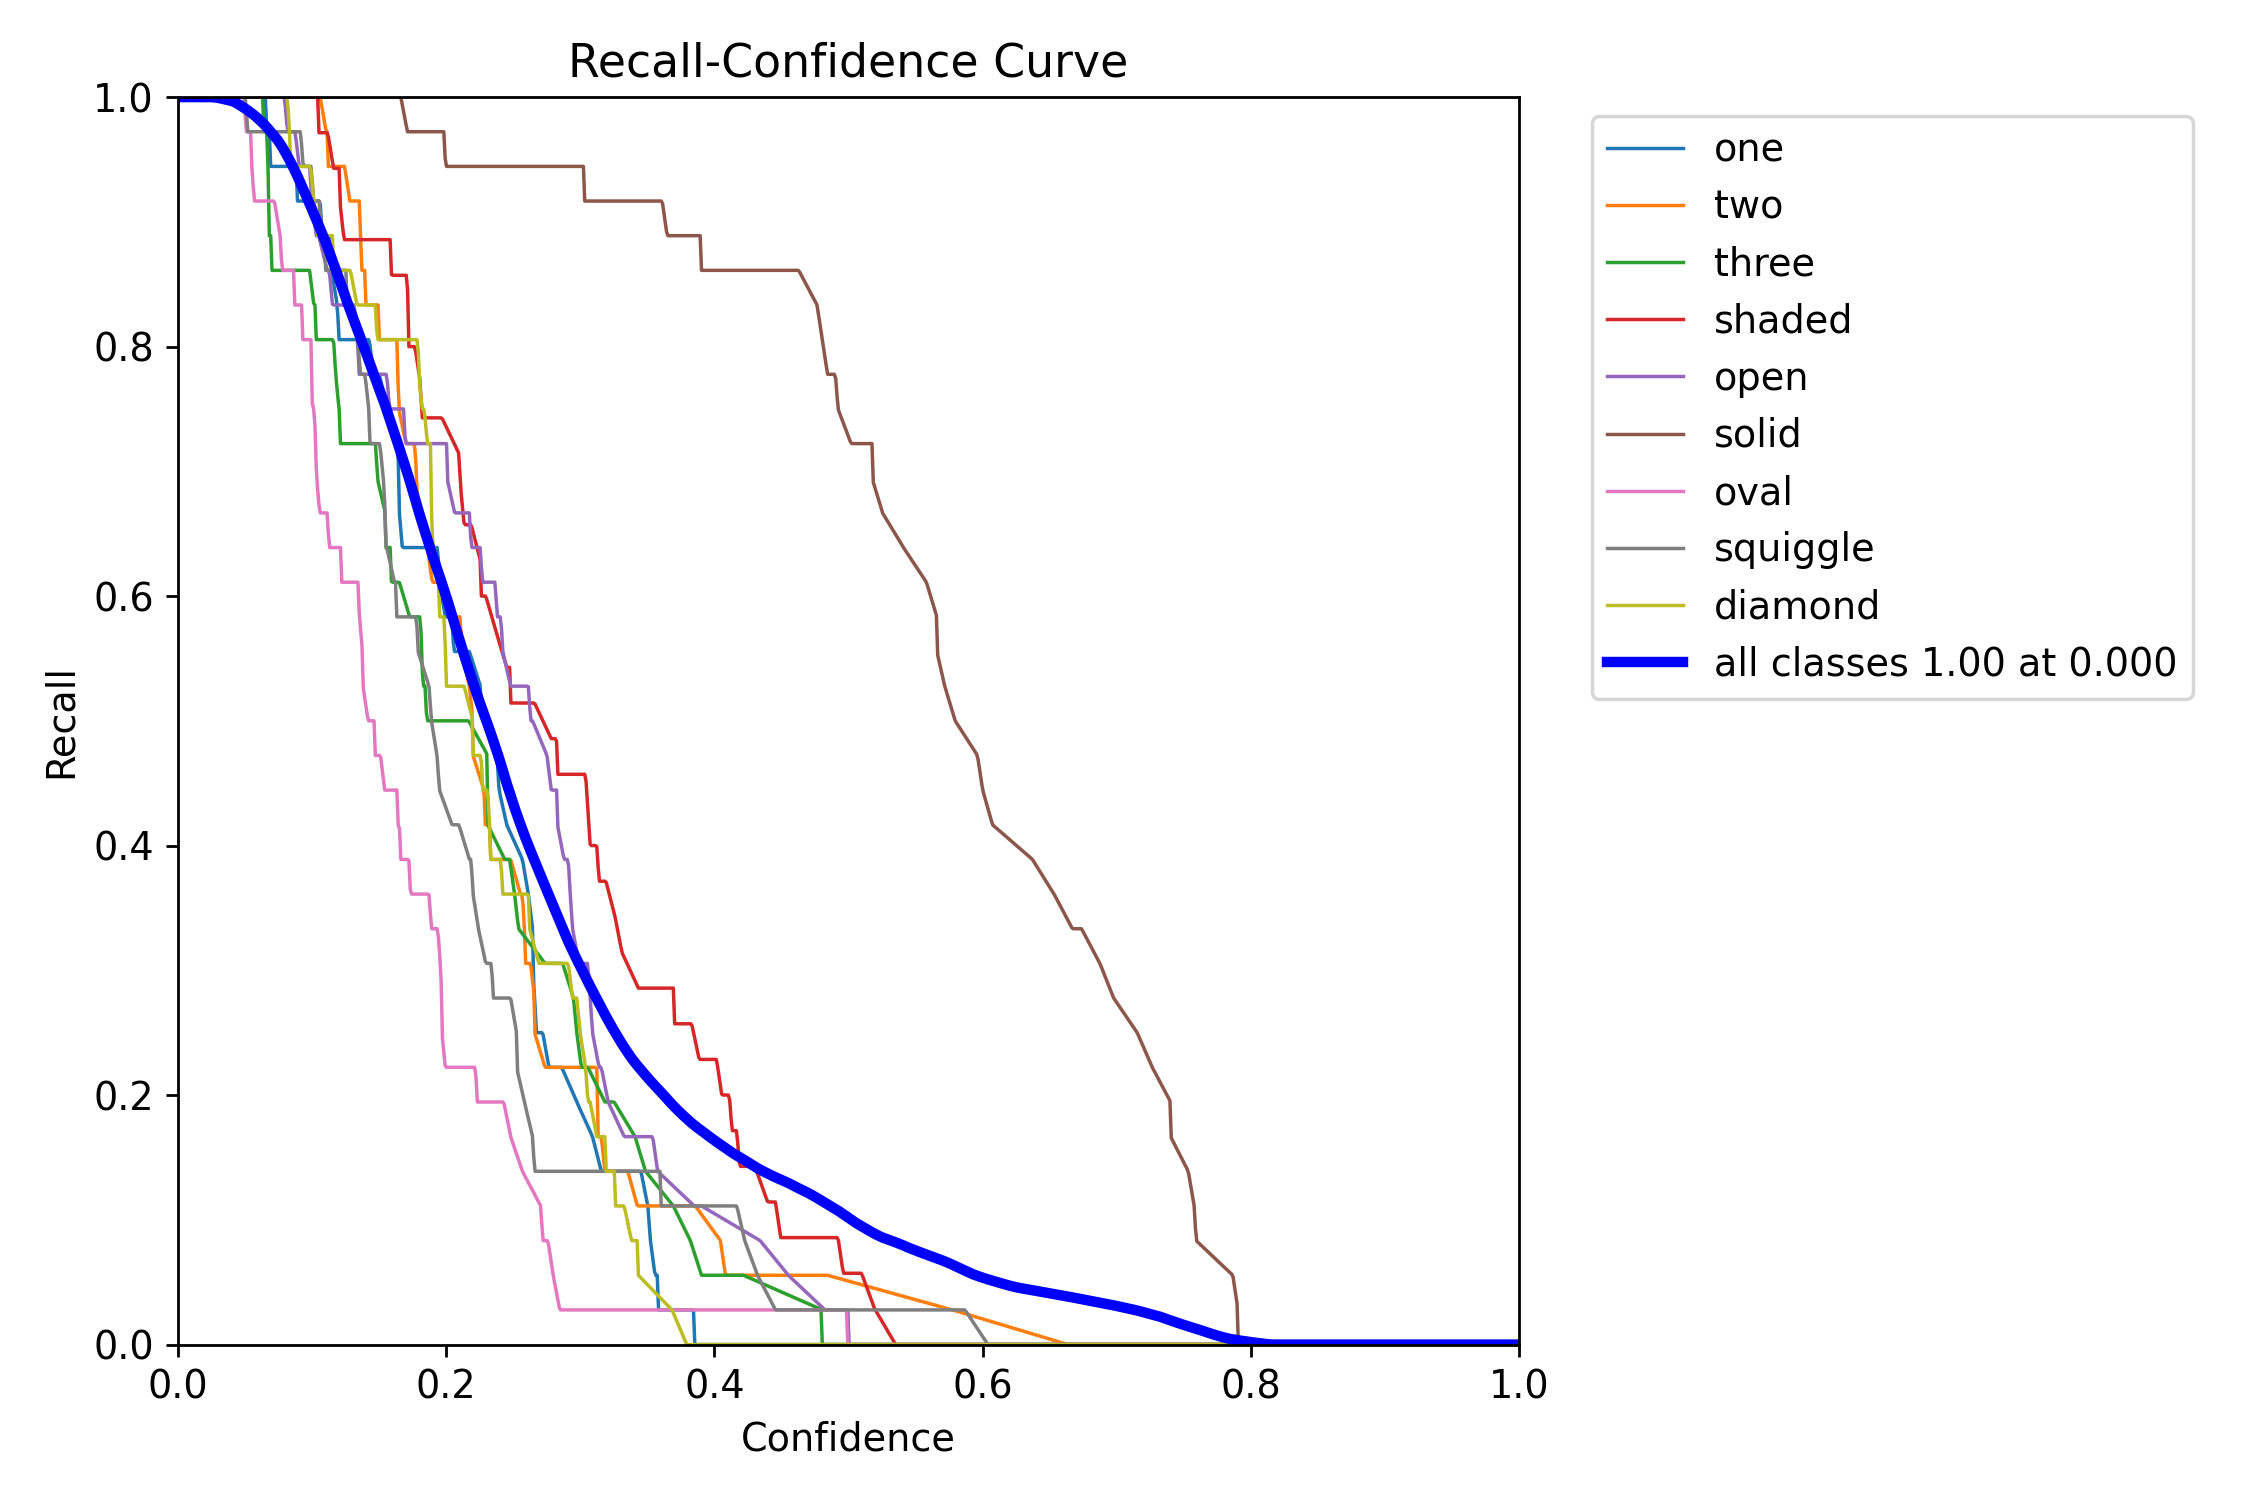 Recall-Confidence Curve
1.0
0.8
0.6
0.4
0.2
0.0
Recall
0.0 0.2 0.4 0.6 0.8 1.0
Confidence
one
two
three
shaded
open
solid
oval
squiggle
diamond
all classes 1.00 at 0.000